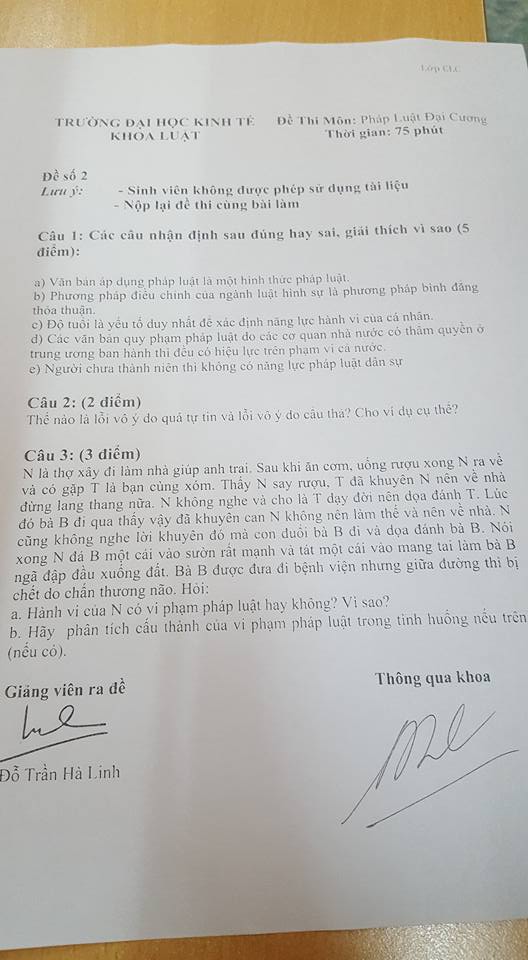 Lớp CLC
TRƯỜNG ĐẠI HỌC KINH TẾ
KHOA LUẬT
Đề Thi Môn: Pháp Luật Đại Cương
Thời gian: 75 phút
Đề số 2
Lưu ý: - Sinh viên không được phép sử dụng tài liệu
- Nộp lại đề thi cùng bài làm
Câu 1: Các câu nhận định sau đúng hay sai, giải thích vì sao (5
điểm):
a) Văn bản áp dụng pháp luật là một hình thức pháp luật.
b) Phương pháp điều chỉnh của ngành luật hình sự là phương pháp bình đẳng
thỏa thuận.
c) Độ tuổi là yếu tố duy nhất để xác định năng lực hành vi của cá nhân.
d) Các văn bản quy phạm pháp luật do các cơ quan nhà nước có thẩm quyền ở
trung ương ban hành thì đều có hiệu lực trên phạm vi cả nước.
e) Người chưa thành niên thì không có năng lực pháp luật dân sự
Câu 2: (2 điểm)
Thế nào là lỗi vô ý do quá tự tin và lỗi vô ý do cẩu thả? Cho ví dụ cụ thể?
Câu 3: (3 điểm)
N là thợ xây đi làm nhà giúp anh trai. Sau khi ăn cơm, uống rượu xong N ra về
và có gặp T là bạn cùng xóm. Thấy N say rượu, T đã khuyên N nên về nhà
đừng lang thang nữa. N không nghe và cho là T dạy đời nên dọa đánh T. Lúc
đó bà B đi qua thấy vậy đã khuyên can N không nên làm thế và nên về nhà. N
cũng không nghe lời khuyên đó mà còn đuổi bà B đi và dọa đánh bà B. Nói
xong N đá B một cái vào sườn rất mạnh và tát một cái vào mang tai làm bà B
ngã đập đầu xuống đất. Bà B được đưa đi bệnh viện nhưng giữa đường thì bị
chết do chấn thương não. Hỏi:
a. Hành vi của N có vi phạm pháp luật hay không? Vì sao?
b. Hãy phân tích cấu thành của vi phạm pháp luật trong tình huống nếu trên
(nếu có).
Giảng viên ra đề
Thông qua khoa
Đỗ Trần Hà Linh